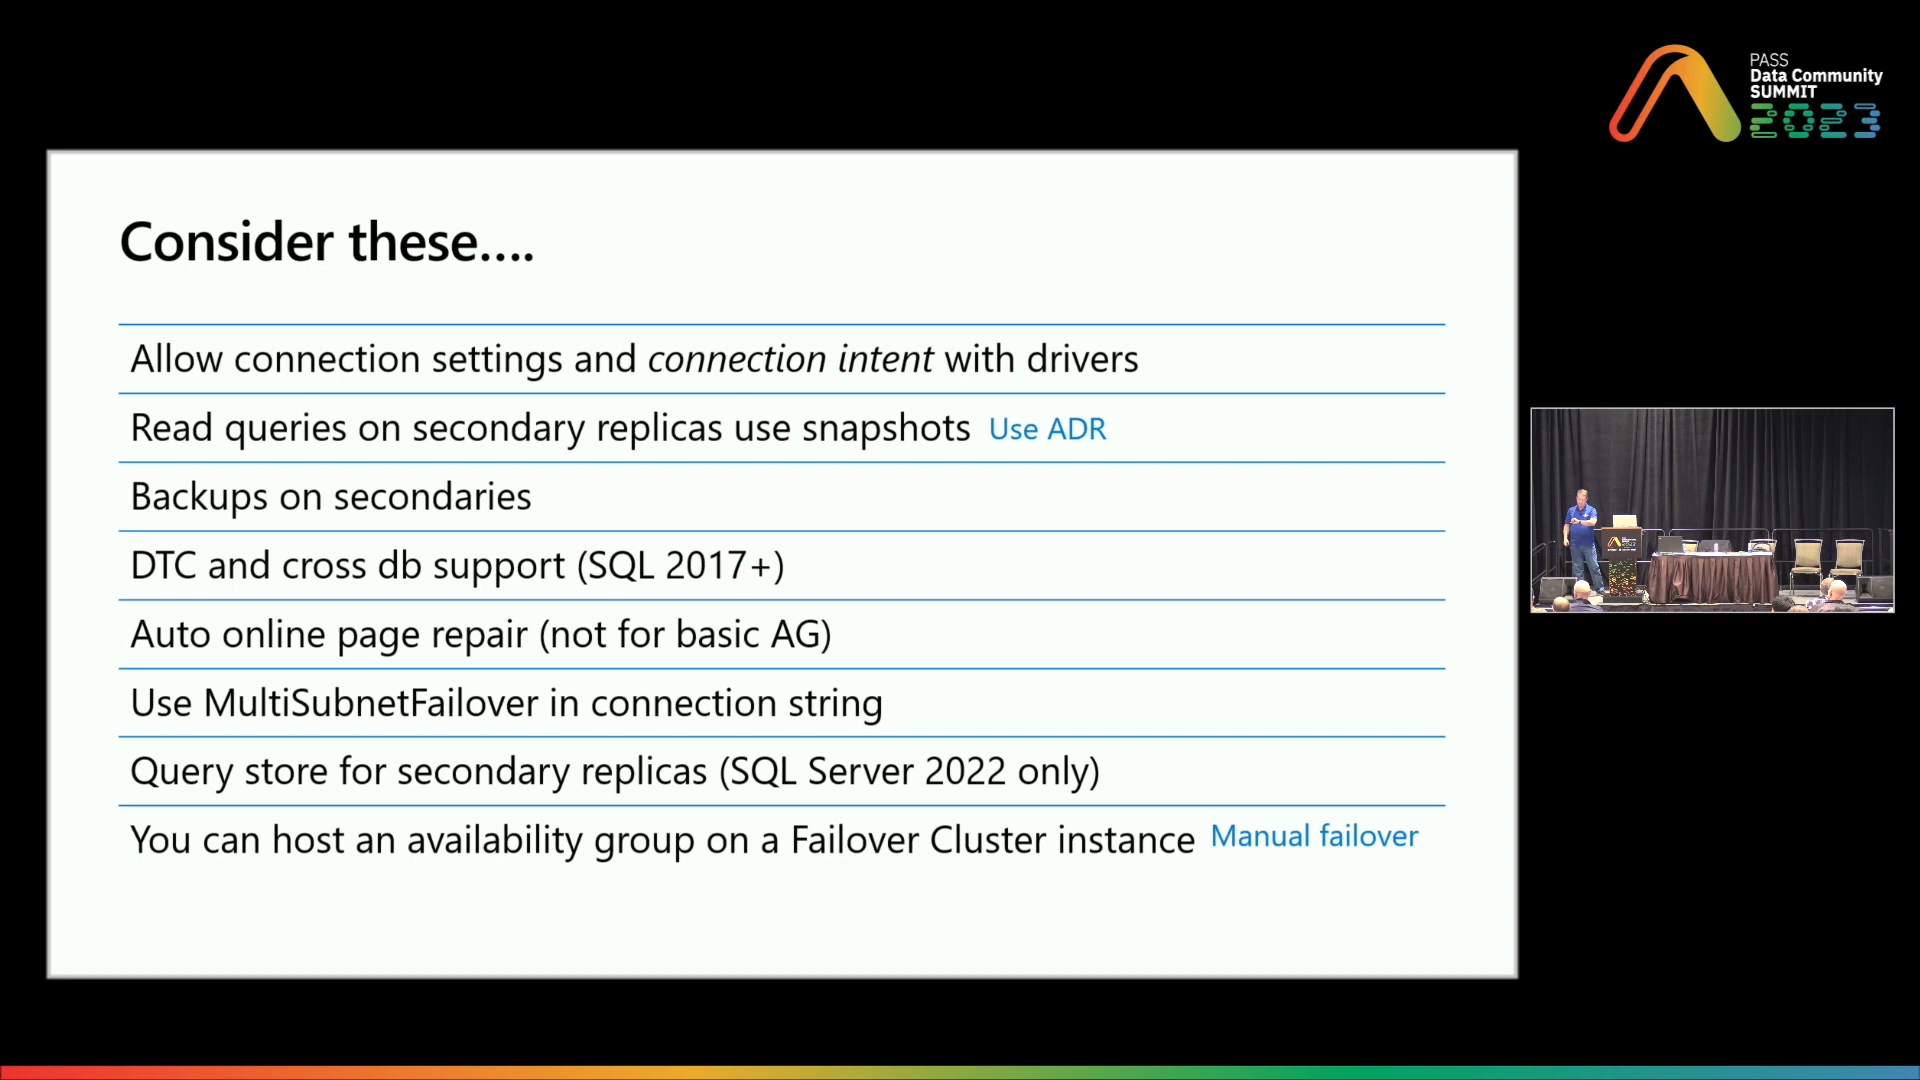 PASS
Data Community
SUMMIT
2023
Consider these....
Allow connection settings and connection intent with drivers
Read queries on secondary replicas use snapshots Use ADR
Backups on secondaries
DTC and cross db support (SQL 2017+)
Auto online page repair (not for basic AG)
Use MultiSubnetFailover in connection string
Query store for secondary replicas (SQL Server 2022 only)
You can host an availability group on a Failover Cluster instance Manual failover